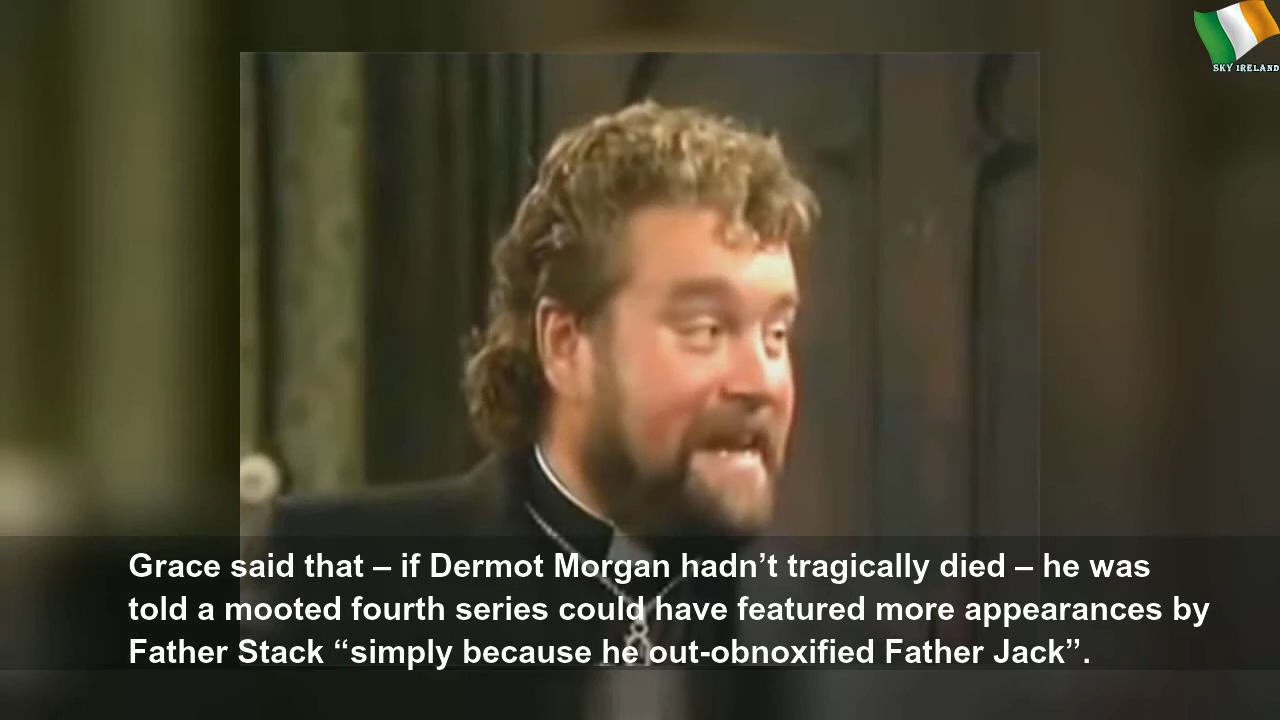 SKY IRELAND
Grace said that – if Dermot Morgan hadn’t tragically died – he was
told a mooted fourth series could have featured more appearances by
Father Stack “simply because he out-obnoxified Father Jack”.